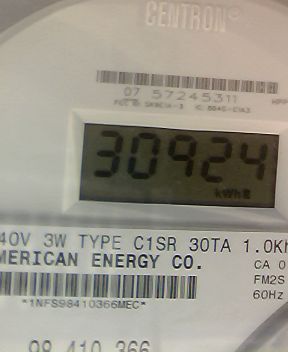 CENTRON®
07 57245311
30924
kWh
40V 3W TYPE C1SR 30TA 1.0Kh
MERICAN ENERGY CO.
CA 0
FM2S
60Hz
*1NFS98410366MEC*
98 410 366